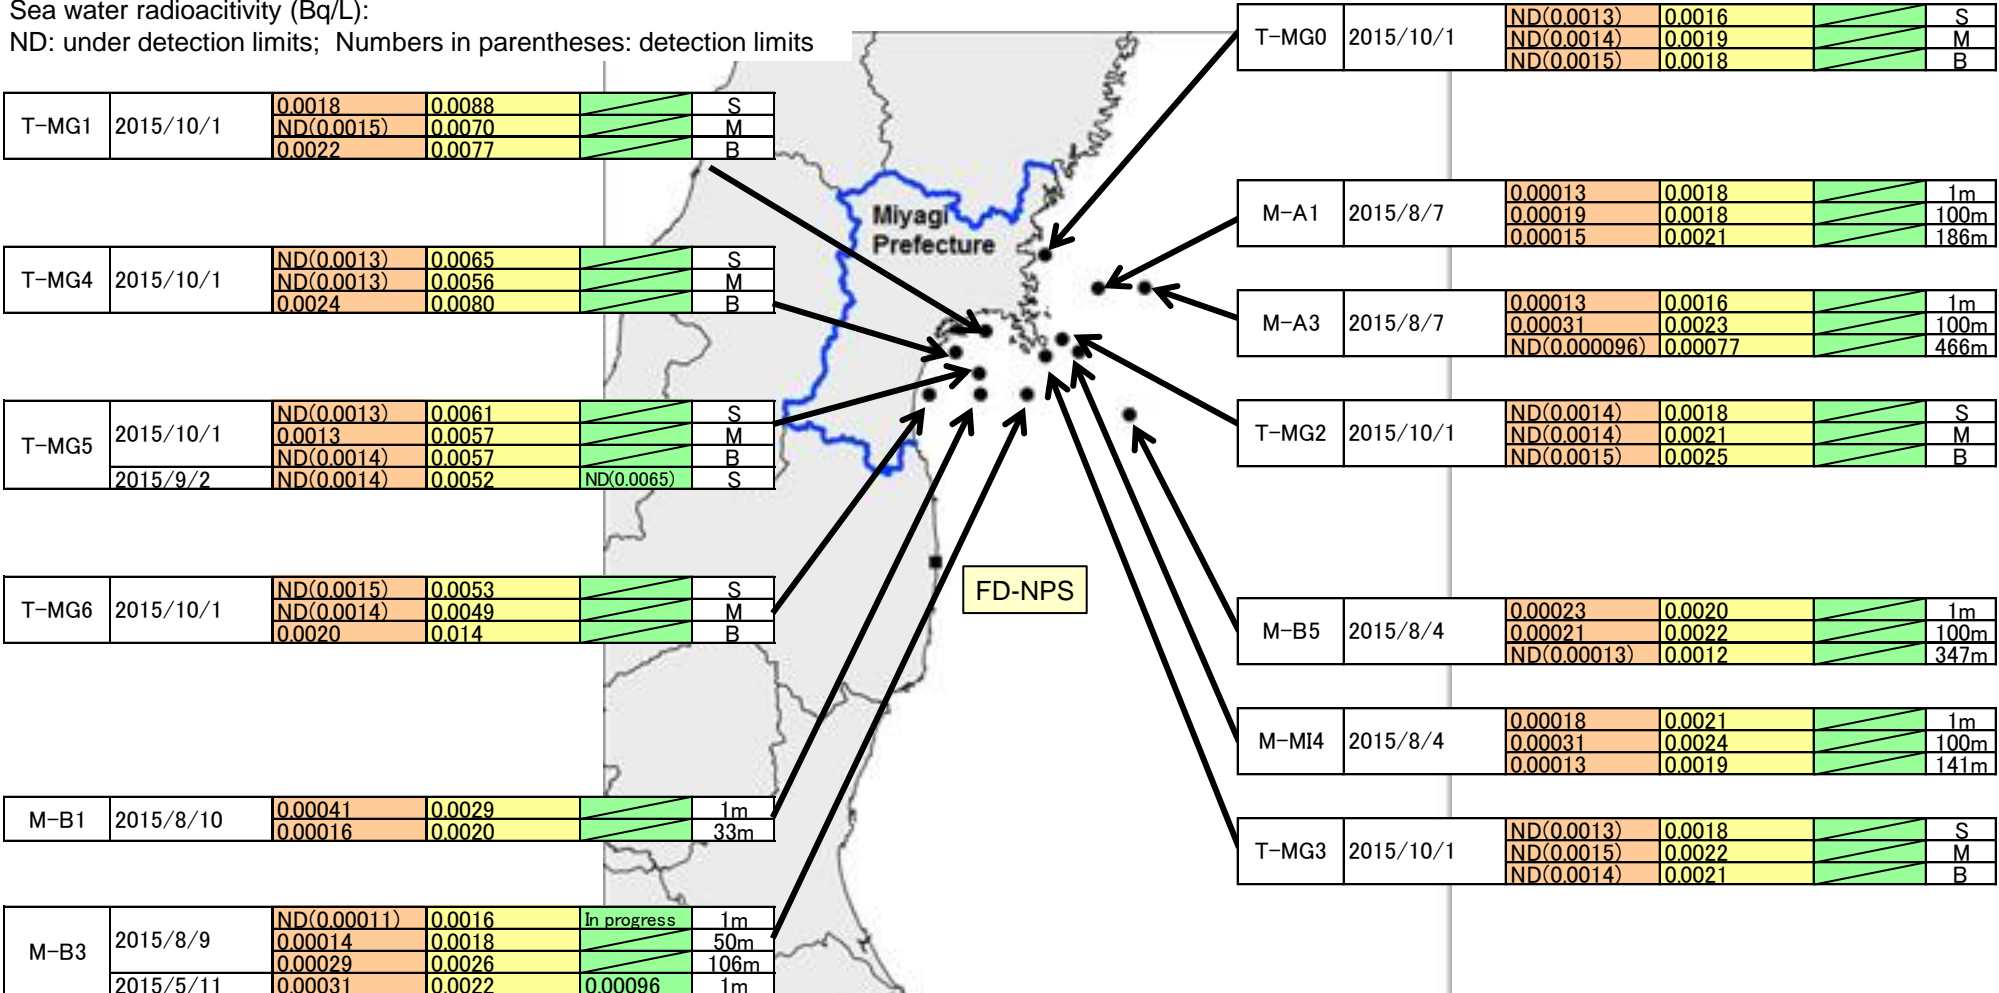 Sea water radioacitivity (Bq/L):
ND: under detection limits; Numbers in parentheses: detection limits
T-MG1 2015/10/1
0.0018 0.0088 S
ND(0.0015) 0.0070 M
0.0022 0.0077 B
T-MG4 2015/10/1
ND(0.0013) 0.0065 S
ND(0.0013) 0.0056 M
0.0024 0.0080 B
T-MG5 2015/10/1
ND(0.0013) 0.0061 S
0.0013 0.0057 M
ND(0.0014) 0.0057 B
2015/9/2 ND(0.0014) 0.0052 ND(0.0065) S
T-MG6 2015/10/1
ND(0.0015) 0.0053 S
ND(0.0014) 0.0049 M
0.0020 0.014 B
M-B1 2015/8/10
0.00041 0.0029 1m
0.00016 0.0020 33m
M-B3 2015/8/9
ND(0.00011) 0.0016 In progress 1m
0.00014 0.0018 50m
0.00029 0.0026 106m
2015/5/11 0.00031 0.0022 0.00096 1m
Miyagi
Prefecture
FD-NPS
T-MG0 2015/10/1
ND(0.0013) 0.0016 S
ND(0.0014) 0.0019 M
ND(0.0015) 0.0018 B
M-A1 2015/8/7
0.00013 0.0018 1m
0.00019 0.0018 100m
0.00015 0.0021 186m
M-A3 2015/8/7
0.00013 0.0016 1m
0.00031 0.0023 100m
ND(0.000096) 0.00077 466m
T-MG2 2015/10/1
ND(0.0014) 0.0018 S
ND(0.0014) 0.0021 M
ND(0.0015) 0.0025 B
M-B5 2015/8/4
0.00023 0.0020 1m
0.00021 0.0022 100m
ND(0.00013) 0.0012 347m
M-MI4 2015/8/4
0.00018 0.0021 1m
0.00031 0.0024 100m
0.00013 0.0019 141m
T-MG3 2015/10/1
ND(0.0013) 0.0018 S
ND(0.0015) 0.0022 M
ND(0.0014) 0.0021 B